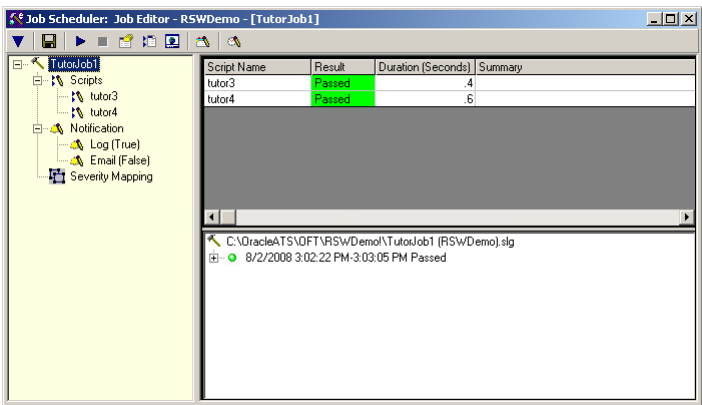 Job Scheduler: Job Editor - RSWDemo - [TutorJob1]
TutorJob1
Scripts
tutor3
tutor4
Notification
Log (True)
Email (False)
Severity Mapping
Script Name Result Duration (Seconds) Summary
tutor3 Passed .4
tutor4 Passed .6
C:\OracleATS\OFT\RSWDemo!\TutorJob1 (RSWDemo).slg
8/2/2008 3:02:22 PM-3:03:05 PM Passed